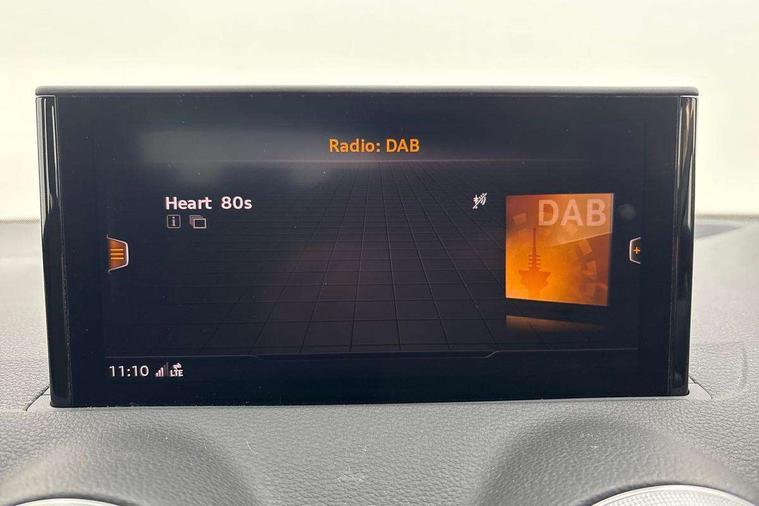 Radio: DAB
Heart 80s
DAB
11:10
LTE